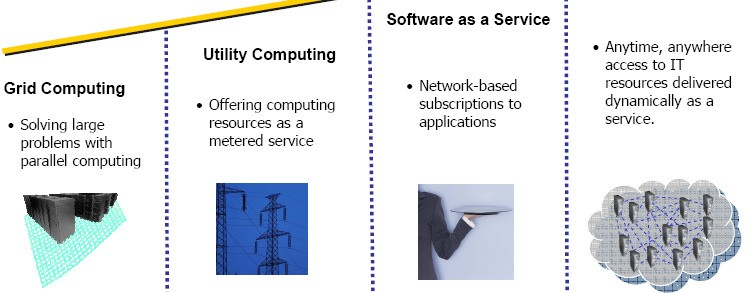 Grid Computing
• Solving large
problems with
parallel computing
Utility Computing
• Offering computing
resources as a
metered service
Software as a Service
• Network-based
subscriptions to
applications
• Anytime, anywhere
access to IT
resources delivered
dynamically as a
service.